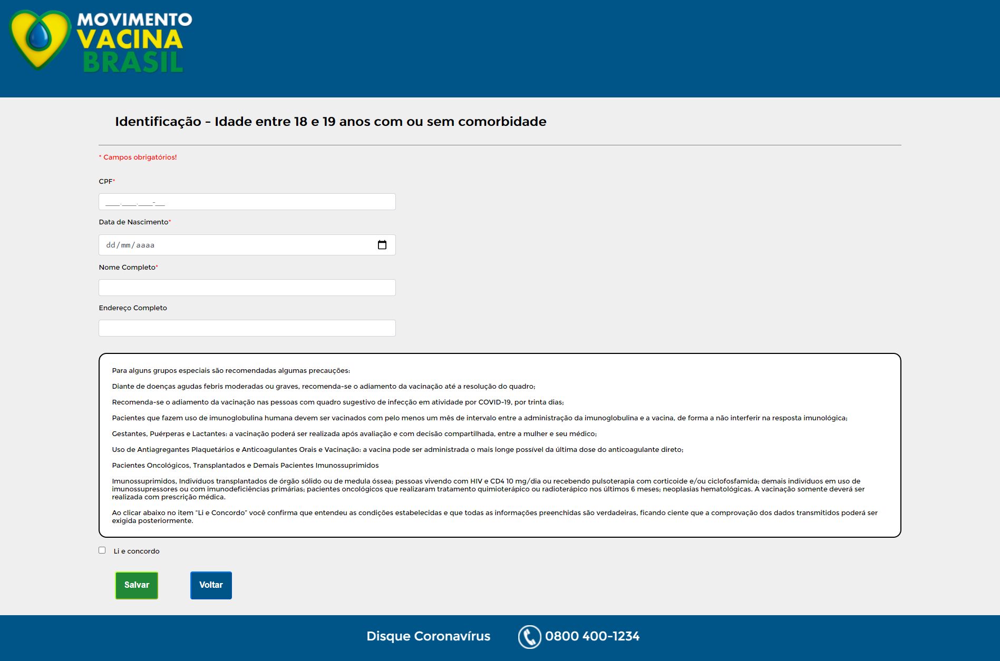 MOVIMENTO
VACINA
BRASIL
Identificação - Idade entre 18 e 19 anos com ou sem comorbidade
* Campos obrigatórios!
CPF*
___.___.___-__
Data de Nascimento*
dd/mm/aaaa
Nome Completo*
Endereço Completo
Para alguns grupos especiais são recomendadas algumas precauções:
Diante de doenças agudas febris moderadas ou graves, recomenda-se o adiamento da vacinação até a resolução do quadro;
Recomenda-se o adiamento da vacinação nas pessoas com quadro sugestivo de infecção em atividade por COVID-19, por trinta dias;
Pacientes que fazem uso de imunoglobulina humana devem ser vacinados com pelo menos um mês de intervalo entre a administração da imunoglobulina e a vacina, de forma a não interferir na resposta imunológica;
Gestantes, Puérperas e Lactantes: a vacinação poderá ser realizada após avaliação e com decisão compartilhada, entre a mulher e seu médico;
Uso de Antiagregantes Plaquetários e Anticoagulantes Orais e Vacinação: a vacina pode ser administrada o mais longe possível da última dose do anticoagulante direto;
Pacientes Oncológicos, Transplantados e Demais Pacientes Imunossuprimidos
Imunossuprimidos, Indivíduos transplantados de órgão sólido ou de medula óssea; pessoas vivendo com HIV e CD4 10 mg/dia ou recebendo pulsoterapia com corticoide e/ou ciclofosfamida; demais indivíduos em uso de
imunossupressores ou com imunodeficiências primárias; pacientes oncológicos que realizaram tratamento quimioterápico ou radioterápico nos últimos 6 meses; neoplasias hematológicas. A vacinação somente deverá ser
realizada com prescrição médica.
Ao clicar abaixo no item “Li e Concordo” você confirma que entendeu as condições estabelecidas e que todas as informações preenchidas são verdadeiras, ficando ciente que a comprovação dos dados transmitidos poderá ser
exigida posteriormente.
Li e concordo
Salvar Voltar
Disque Coronavírus 0800 400-1234